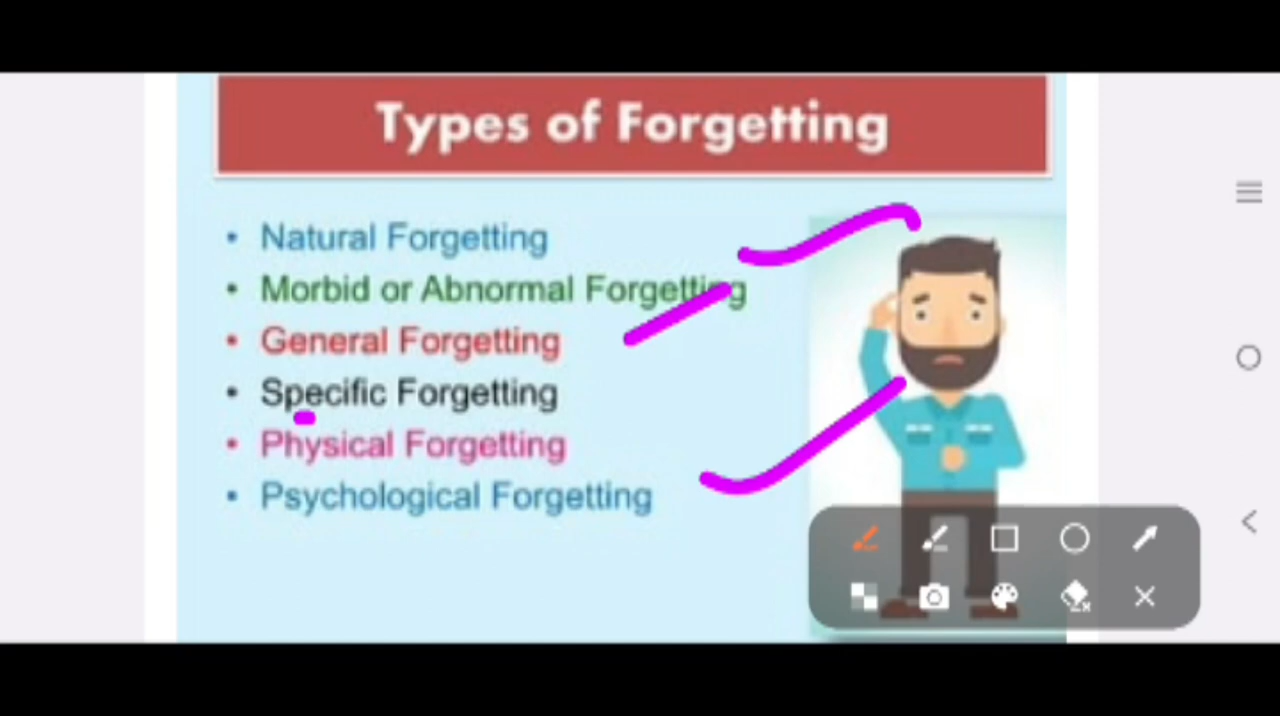 Types of Forgetting
• Natural Forgetting
• Morbid or Abnormal Forgetting
• General Forgetting
• Specific Forgetting
• Physical Forgetting
• Psychological Forgetting